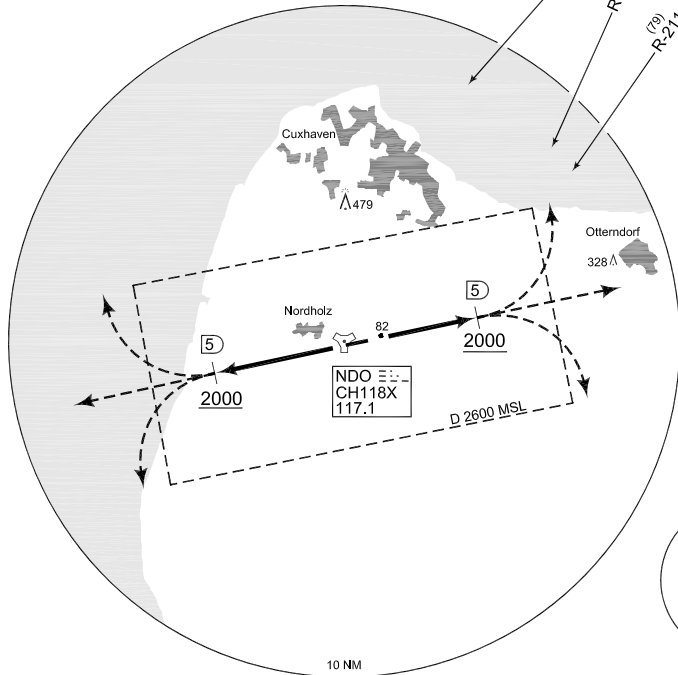 (79)
R-211
R
Cuxhaven
479
Otterndorf
328
5
Nordholz
82
2000
5
2000
NDO
CH118X
117.1
D 2600 MSL
10 NM